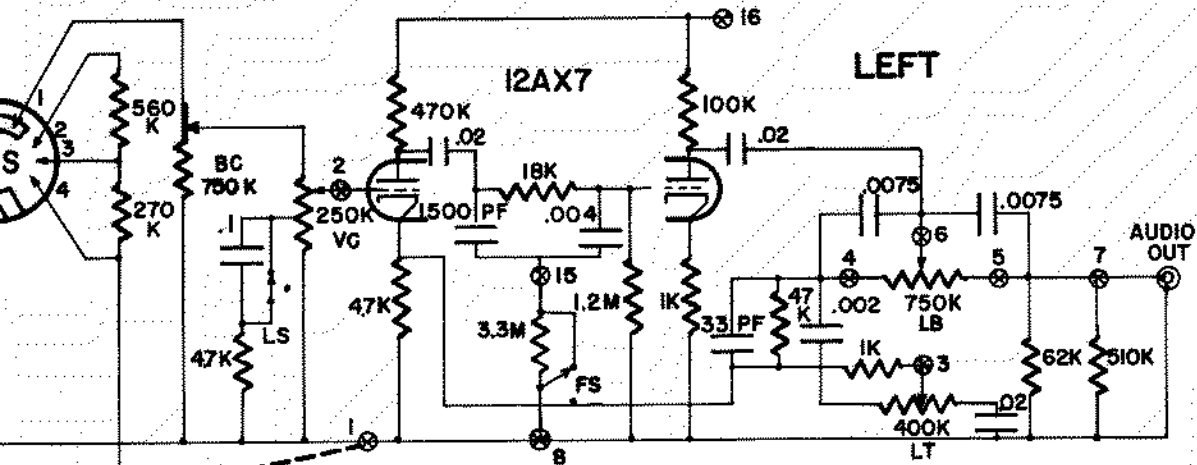 16
LEFT
12AX7
1
2
3
4
S
560
K
470K
100K
.02
.02
BC
750K
2
18K
.0075
.0075
270
K
.1
250K
VC
1500 PF
.004
6
AUDIO
OUT
4
5
7
15
47K
1.2M
1K
47
K
.002
750K
LB
LS
3.3M
33 PF
47K
1K
3
62K
510K
FS
.02
400K
LT
1
8